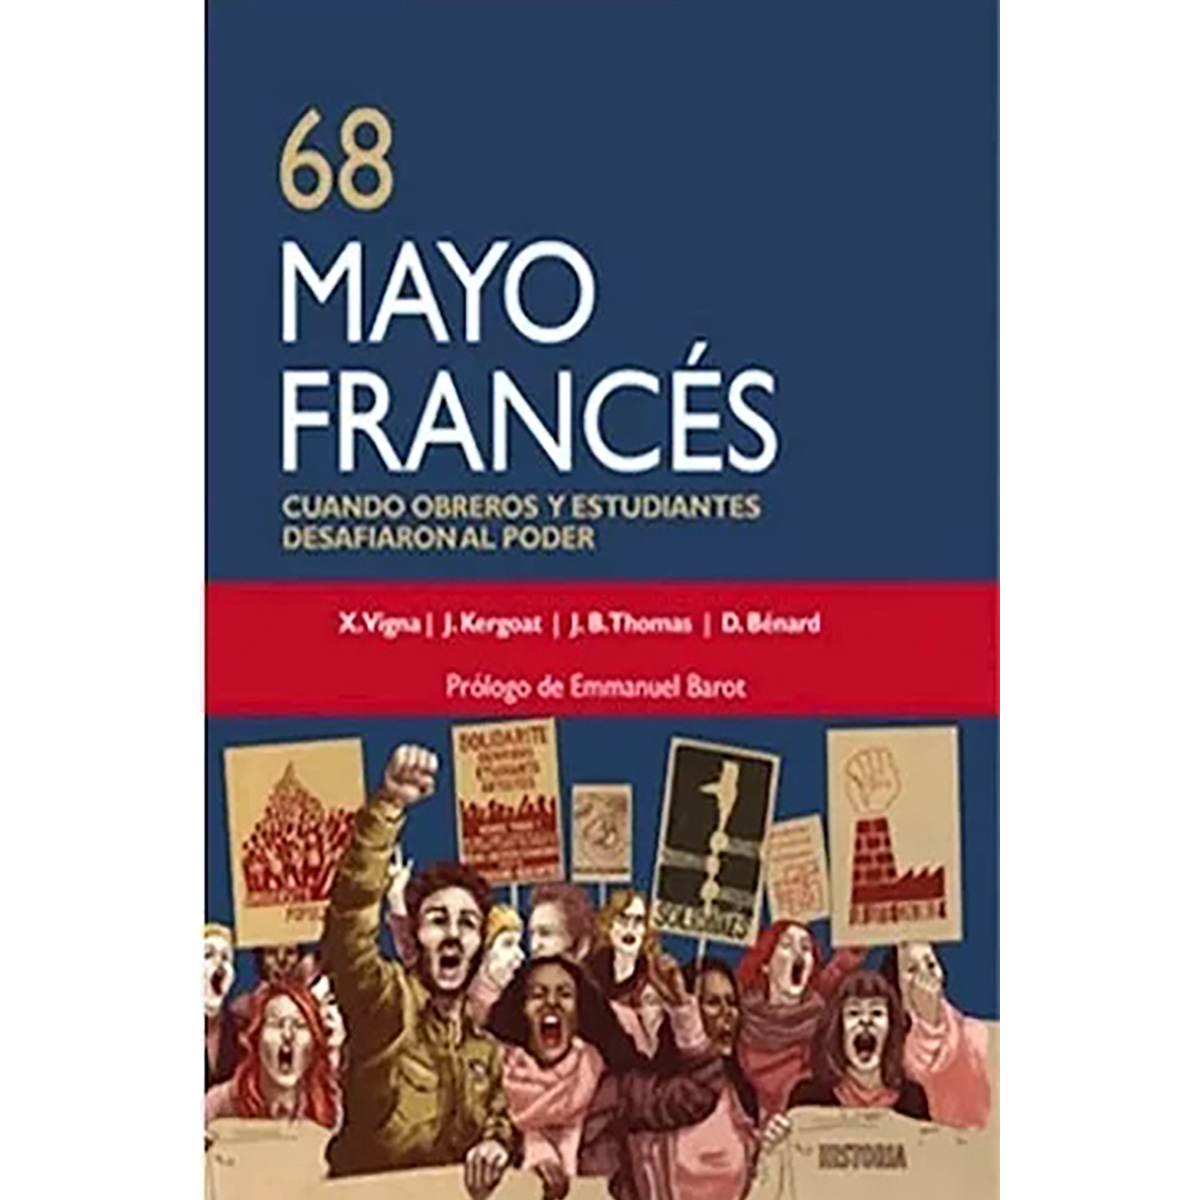 68
MAYO
FRANCÉS
CUANDO OBREROS Y ESTUDIANTES
DESAFIARON AL PODER
X. Vigna | J. Kergoat | J. B. Thomas | D. Bénard
Prólogo de Emmanuel Barot
SOLIDARITE
HISTORIA